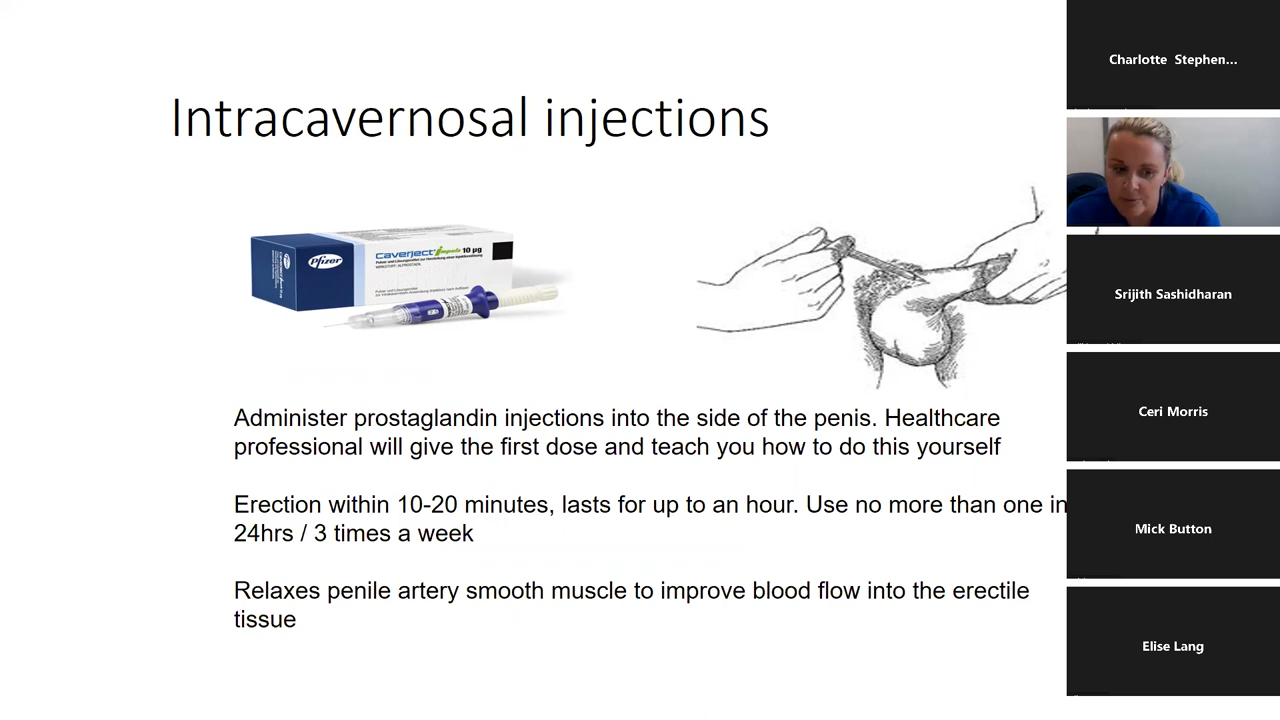 Intracavernosal injections
Pfizer
Caverject Impuls 10 µg
Administer prostaglandin injections into the side of the penis. Healthcare
professional will give the first dose and teach you how to do this yourself
Erection within 10-20 minutes, lasts for up to an hour. Use no more than one in
24hrs / 3 times a week
Relaxes penile artery smooth muscle to improve blood flow into the erectile
tissue
Charlotte Stephen...
Srijith Sashidharan
Ceri Morris
Mick Button
Elise Lang